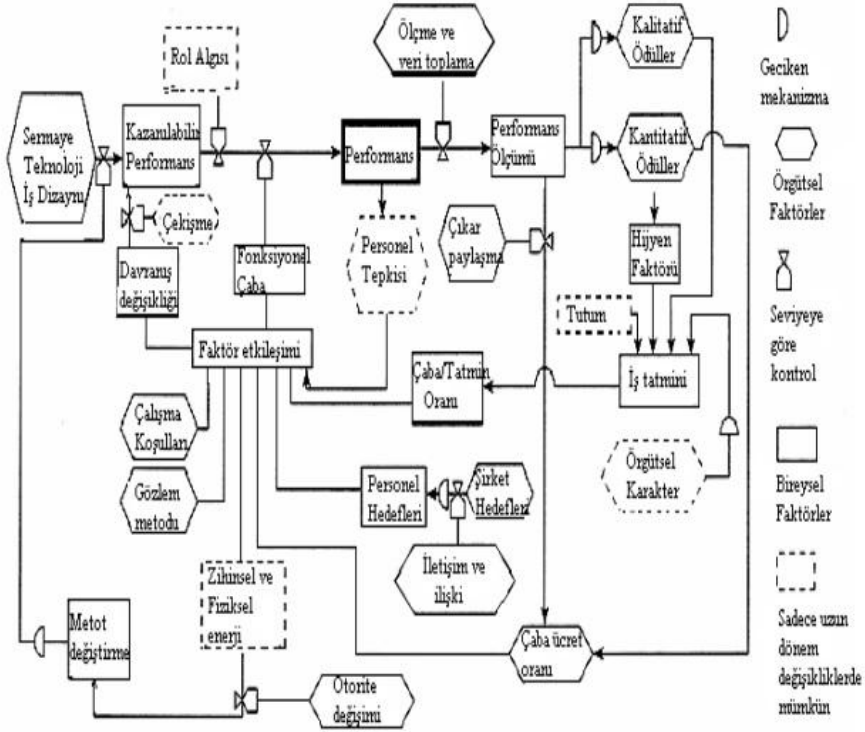 Rol Algısı
Ölçme ve
veri toplama
Kalitatif
Ödüller
Geciken
mekanizma
Sermaye
Teknoloji
İş Dizaynı
Kazanılabilir
Performans
Performans
Performans
Ölçümü
Kantitatif
Ödüller
Örgütsel
Faktörler
Çekişme
Davranış
değişikliği
Fonksiyonel
Çaba
Personel
Tepkisi
Çıkar
paylaşma
Hijyen
Faktörü
Tutum
Seviyeye
göre
kontrol
Faktör etkileşimi
Çaba/Tatmin
Oranı
İş tatmini
Çalışma
Koşulları
Gözlem
metodu
Personel
Hedefleri
Şirket
Hedefleri
Örgütsel
Karakter
Bireysel
Faktörler
İletişim ve
ilişki
Zihinsel ve
Fiziksel
enerji
Metot
değiştirme
Çaba ücret
oranı
Otorite
değişimi
Sadece uzun
dönem
değişikliklerde
mümkün